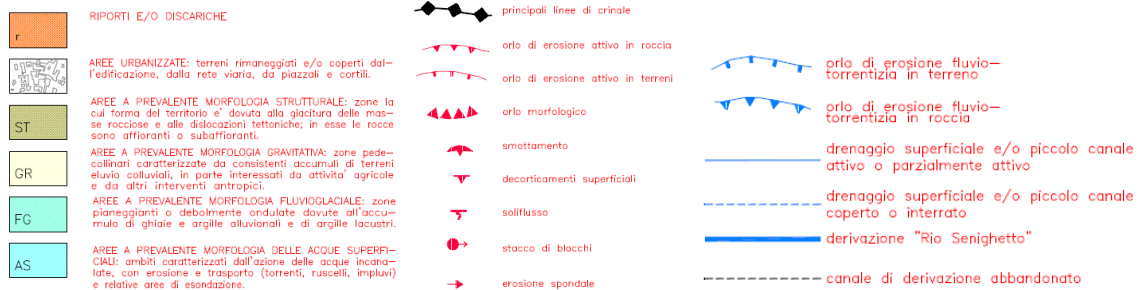 r
RIPORTI E/O DISCARICHE
AREE URBANIZZATE: terreni rimaneggiati e/o coperti dal-
l'edificazione, dalla rete viaria, da piazzali e cortili.
ST
AREE A PREVALENTE MORFOLOGIA STRUTTURALE: zone la
cui forma del territorio e' dovuta alla giacitura delle mas-
se rocciose e alle dislocazioni tettoniche; in esse le rocce
sono affioranti o subaffioranti.
GR
AREE A PREVALENTE MORFOLOGIA GRAVITATIVA: zone pede-
collinari caratterizzate da consistenti accumuli di terreni
eluvio colluviali, in parte interessati da attivita' agricole
e da altri interventi antropici.
FG
AREE A PREVALENTE MORFOLOGIA FLUVIOGLACIALE: zone
pianeggianti o debolmente ondulate dovute all'accu-
mula di ghiaie e argille alluvionali e di argille lacustri.
AS
AREE A PREVALENTE MORFOLOGIA DELLE ACQUE SUPERFI-
CIALI: ambiti caratterizzati dall'azione delle acque incana-
late, con erosione e trasporto (torrenti, ruscelli, impluvi)
e relative aree di esondazione.
principali linee di crinale
orlo di erosione attivo in roccia
orlo di erosione attivo in terreni
orlo morfologico
smottamento
decorticamenti superficiali
soliflusso
stacco di blocchi
erosione spondale
orlo di erosione fluvio-
torrentizia in terreno
orlo di erosione fluvio-
torrentizia in roccia
drenaggio superficiale e/o piccolo canale
attivo o parzialmente attivo
drenaggio superficiale e/o piccolo canale
coperto o interrato
derivazione "Rio Senighetto"
canale di derivazione abbandonato